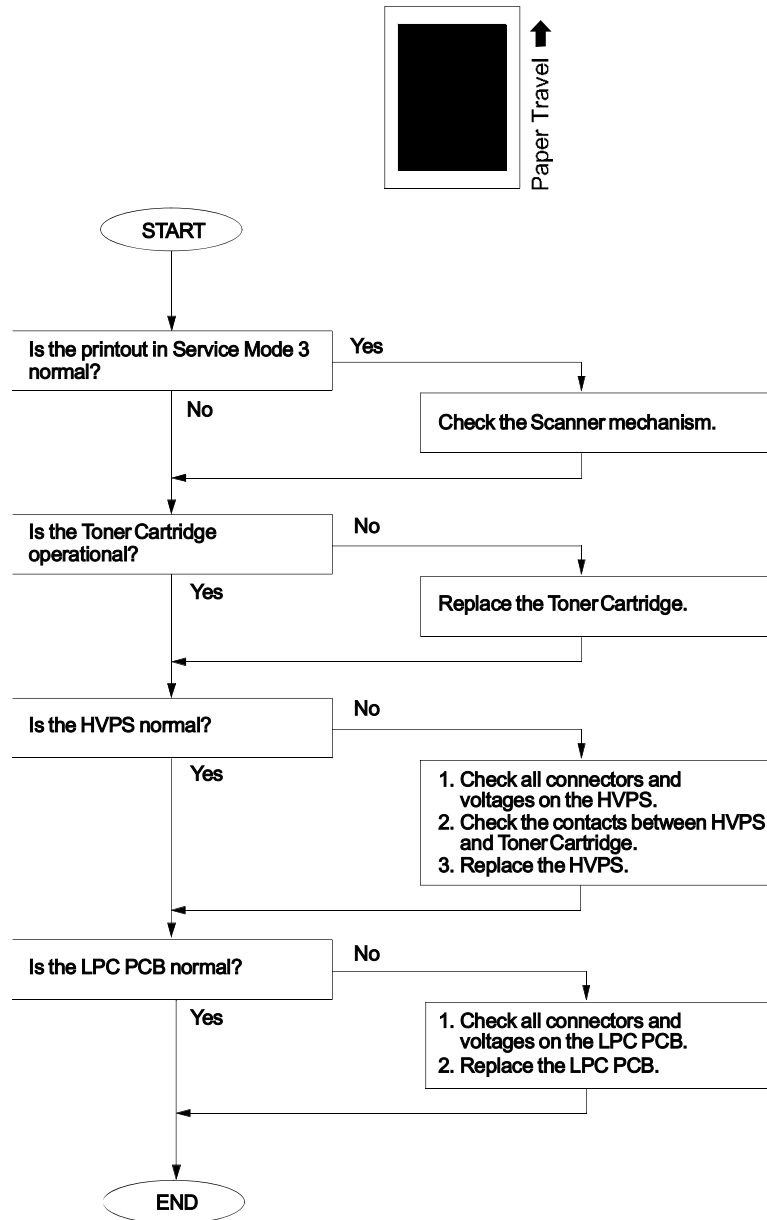 Paper Travel
START
Is the printout in Service Mode 3
normal?
Yes
No
Check the Scanner mechanism.
Is the Toner Cartridge
operational?
No
Yes
Replace the Toner Cartridge.
Is the HVPS normal?
No
Yes
1. Check all connectors and
voltages on the HVPS.
2. Check the contacts between HVPS
and Toner Cartridge.
3. Replace the HVPS.
Is the LPC PCB normal?
No
Yes
1. Check all connectors and
voltages on the LPC PCB.
2. Replace the LPC PCB.
END